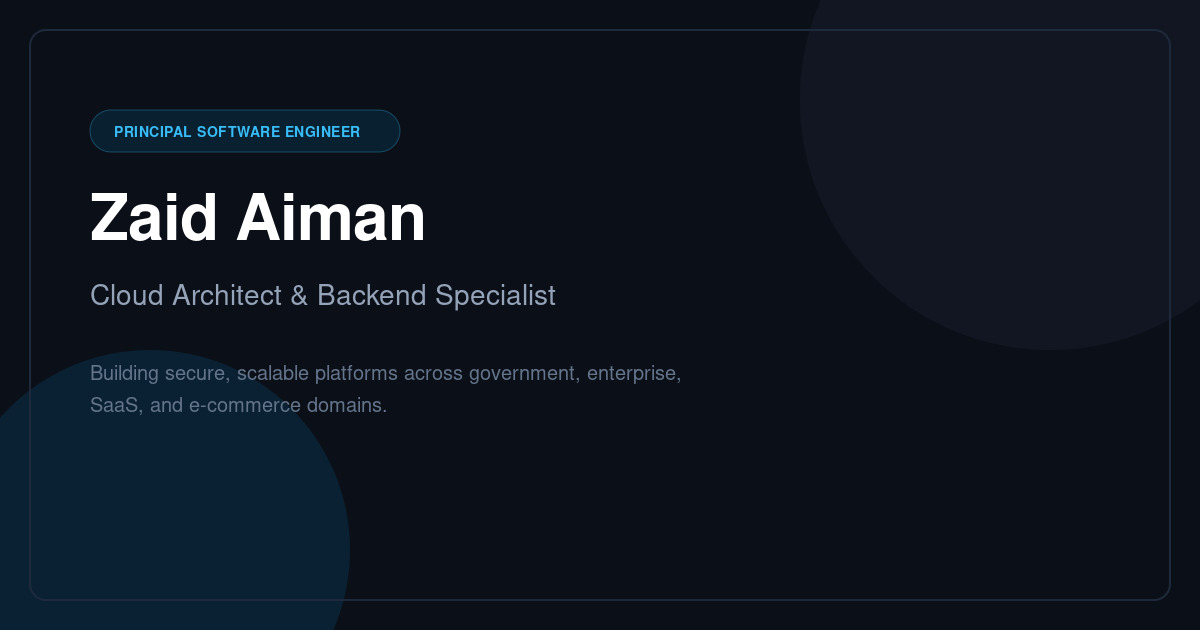 PRINCIPAL SOFTWARE ENGINEER
Zaid Aiman
Cloud Architect & Backend Specialist
Building secure, scalable platforms across government, enterprise,
SaaS, and e-commerce domains.